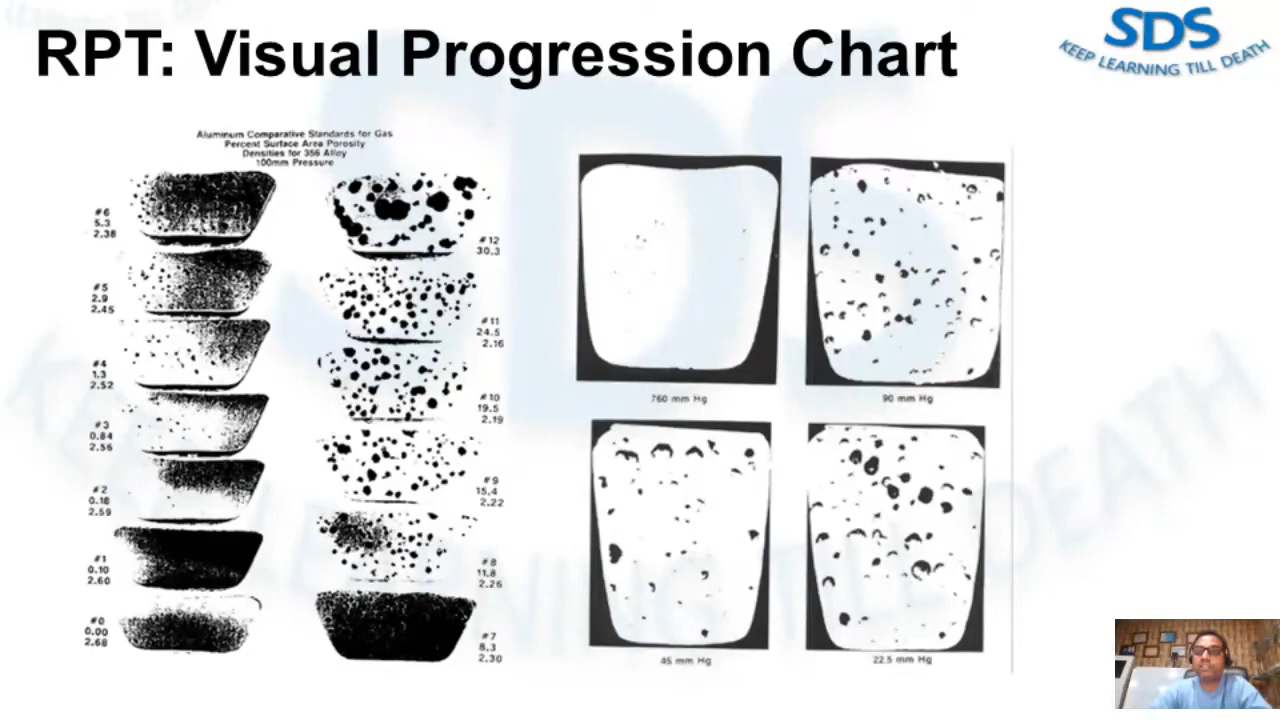 RPT: Visual Progression Chart
SDS
KEEP LEARNING TILL DEATH
Aluminum Comparative Standards for Gas
Percent Surface Area Porosity
Densities for 356 Alloy
100mm Pressure
#6
5.3
2.38
#5
2.9
2.45
#4
1.3
2.52
#3
0.84
2.56
#2
0.18
2.59
#1
0.10
2.60
#0
0.00
2.68
#12
30.3
#11
24.5
2.16
#10
19.5
2.19
#9
15.4
2.22
#8
11.8
2.26
#7
8.3
2.30
760 mm Hg
90 mm Hg
45 mm Hg
22.5 mm Hg
SDS
KEEP LEARNING TILL DEATH